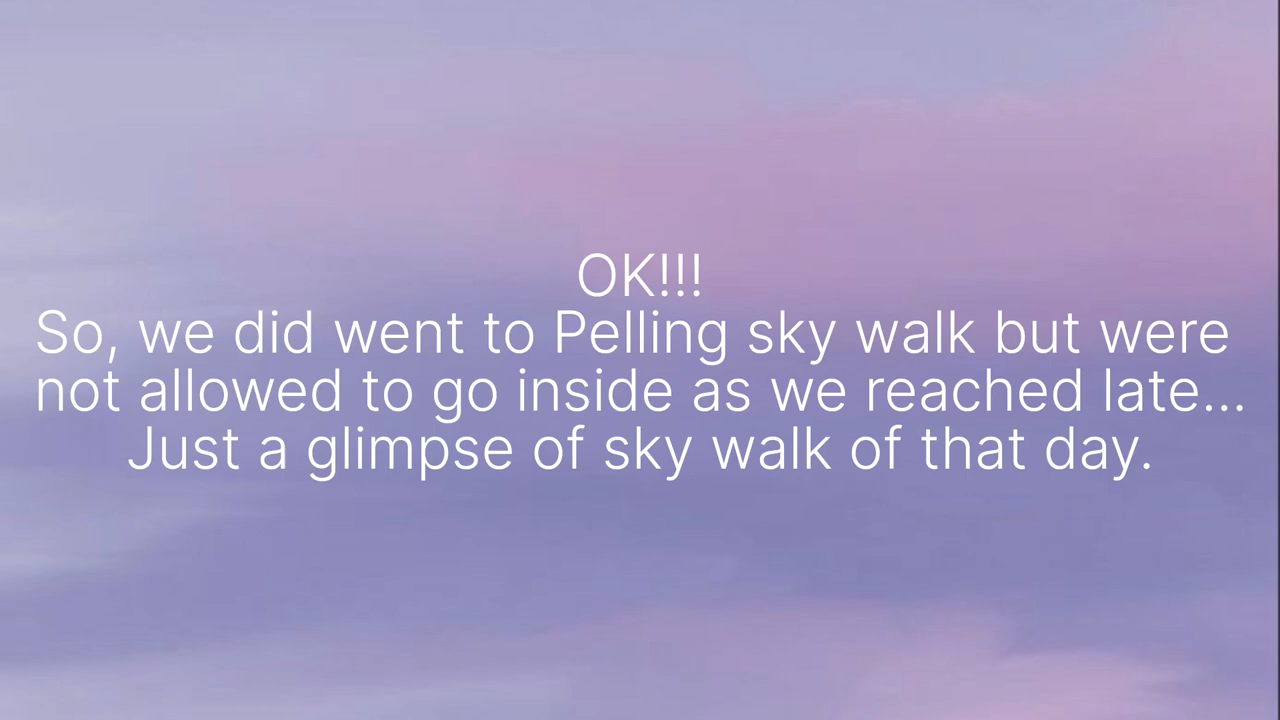 OK!!!
So, we did went to Pelling sky walk but were
not allowed to go inside as we reached late...
Just a glimpse of sky walk of that day.